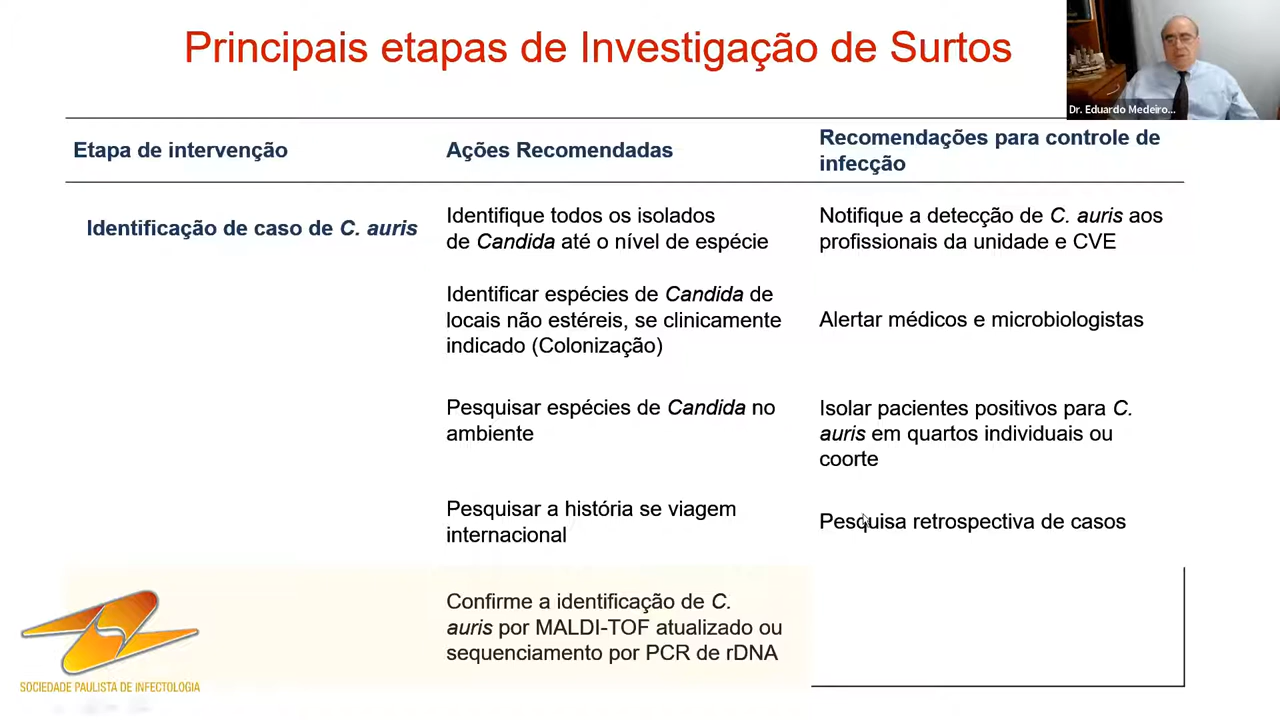 Principais etapas de Investigação de Surtos
Dr. Eduardo Medeiro...
Etapa de intervenção
Ações Recomendadas
Recomendações para controle de
infecção
Identificação de caso de C. auris
Identifique todos os isolados
de Candida até o nível de espécie
Notifique a detecção de C. auris aos
profissionais da unidade e CVE
Identificar espécies de Candida de
locais não estéreis, se clinicamente
indicado (Colonização)
Alertar médicos e microbiologistas
Pesquisar espécies de Candida no
ambiente
Isolar pacientes positivos para C.
auris em quartos individuais ou
coorte
Pesquisar a história se viagem
internacional
Pesquisa retrospectiva de casos
Confirme a identificação de C.
auris por MALDI-TOF atualizado ou
sequenciamento por PCR de rDNA
SOCIEDADE PAULISTA DE INFECTOLOGIA